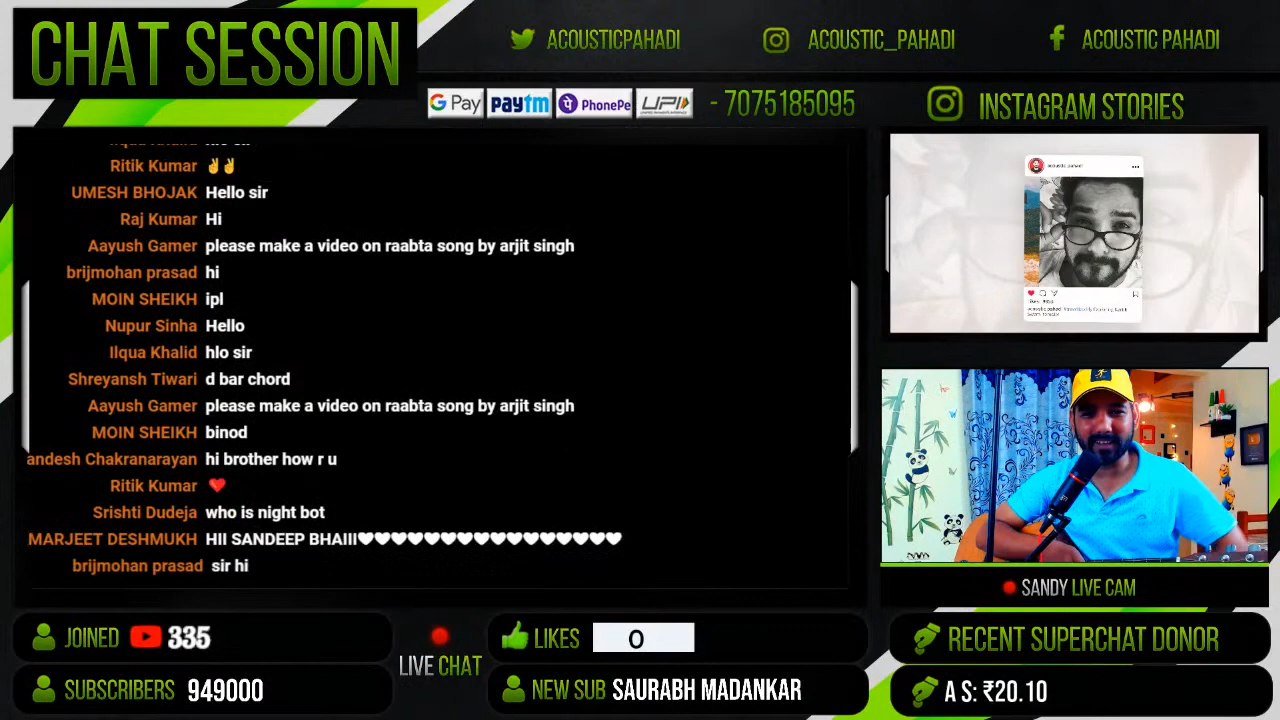 CHAT SESSION
ACOUSTICPAHADI
ACOUSTIC_PAHADI
ACOUSTIC PAHADI
G Pay Paytm PhonePe UPI - 7075185095
INSTAGRAM STORIES
Ritik Kumar ✌✌
UMESH BHOJAK Hello sir
Raj Kumar Hi
Aayush Gamer please make a video on raabta song by arjit singh
brijmohan prasad hi
MOIN SHEIKH ipl
Nupur Sinha Hello
Ilqua Khalid hlo sir
Shreyansh Tiwari d bar chord
Aayush Gamer please make a video on raabta song by arjit singh
MOIN SHEIKH binod
andesh Chakranarayan hi brother how r u
Ritik Kumar ❤
Srishti Dudeja who is night bot
MARJEET DESHMUKH HII SANDEEP BHAIII🤍🤍🤍🤍🤍🤍🤍🤍🤍🤍🤍🤍🤍🤍🤍🤍
brijmohan prasad sir hi
SANDY LIVE CAM
JOINED 335
LIVE CHAT
LIKES 0
RECENT SUPERCHAT DONOR
SUBSCRIBERS 949000
NEW SUB SAURABH MADANKAR
A S: ₹20.10